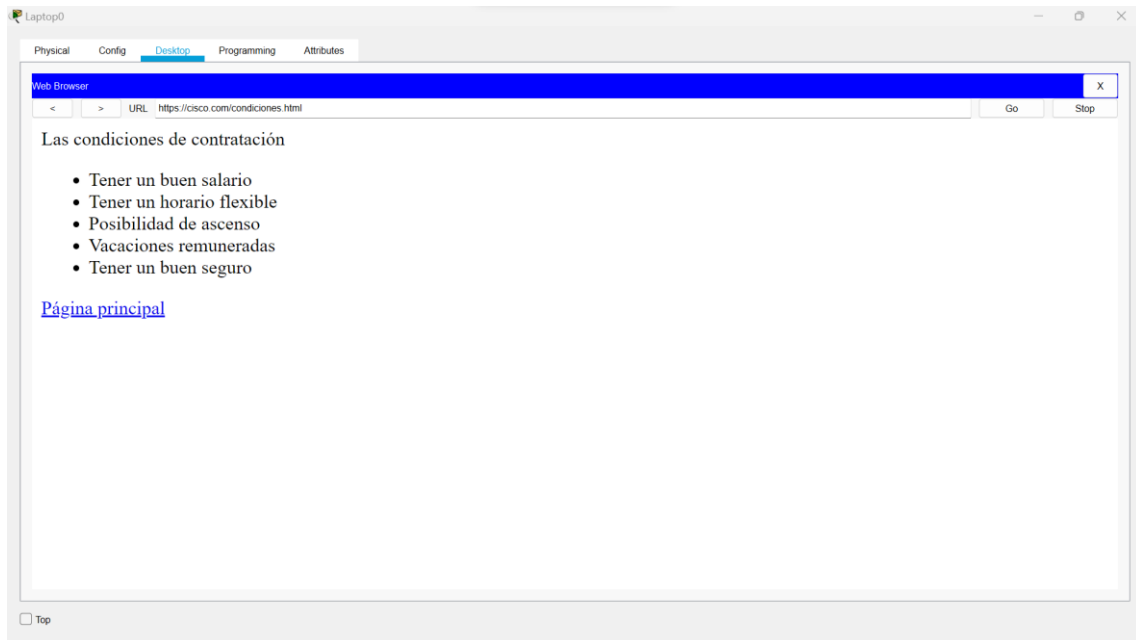 Laptop0
Physical Config Desktop Programming Attributes
Web Browser X
< > URL https://cisco.com/condiciones.html Go Stop
Las condiciones de contratación
• Tener un buen salario
• Tener un horario flexible
• Posibilidad de ascenso
• Vacaciones remuneradas
• Tener un buen seguro
Página principal
Top